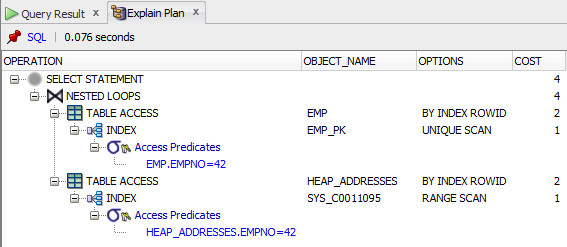 Query Result x Explain Plan x
SQL | 0.076 seconds
OPERATION OBJECT_NAME OPTIONS COST
SELECT STATEMENT 4
NESTED LOOPS 4
TABLE ACCESS EMP BY INDEX ROWID 2
INDEX EMP_PK UNIQUE SCAN 1
Access Predicates
EMP.EMPNO=42
TABLE ACCESS HEAP_ADDRESSES BY INDEX ROWID 2
INDEX SYS_C0011095 RANGE SCAN 1
Access Predicates
HEAP_ADDRESSES.EMPNO=42